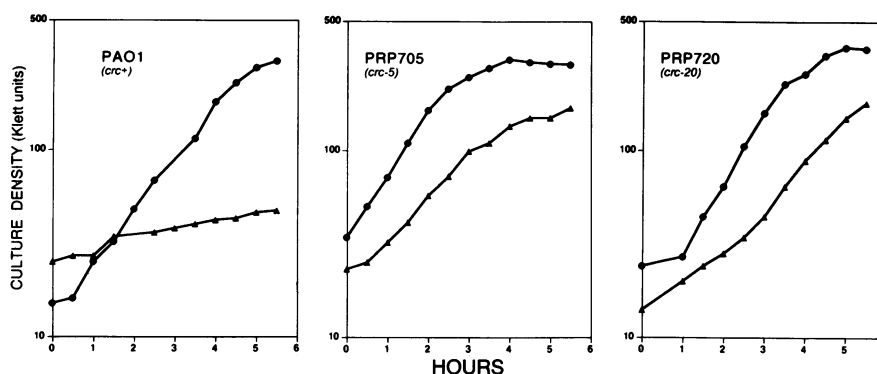 CULTURE DENSITY (Klett units)
500
100
10
PAO1
(crc+)
0 1 2 3 4 5 6
500
100
10
PRP705
(crc-5)
0 1 2 3 4 5 6
500
100
10
PRP720
(crc-20)
0 1 2 3 4 5
HOURS